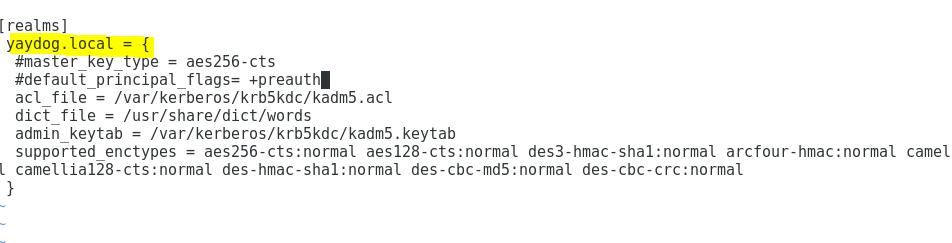 [realms]
yaydog.local = {
#master_key_type = aes256-cts
#default_principal_flags= +preauth
acl_file = /var/kerberos/krb5kdc/kadm5.acl
dict_file = /usr/share/dict/words
admin_keytab = /var/kerberos/krb5kdc/kadm5.keytab
supported_enctypes = aes256-cts:normal aes128-cts:normal des3-hmac-sha1:normal arcfour-hmac:normal camel
l camellia128-cts:normal des-hmac-sha1:normal des-cbc-md5:normal des-cbc-crc:normal
}
~
~
~